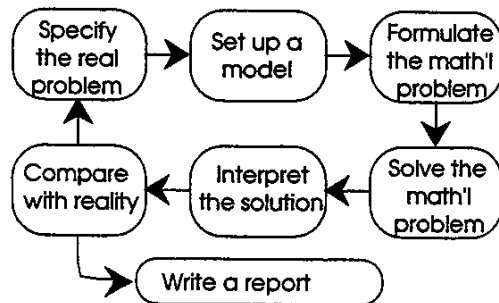 Specify
the real
problem
Set up a
model
Formulate
the math'l
problem
Solve the
math'l
problem
Interpret
the solution
Compare
with reality
Write a report